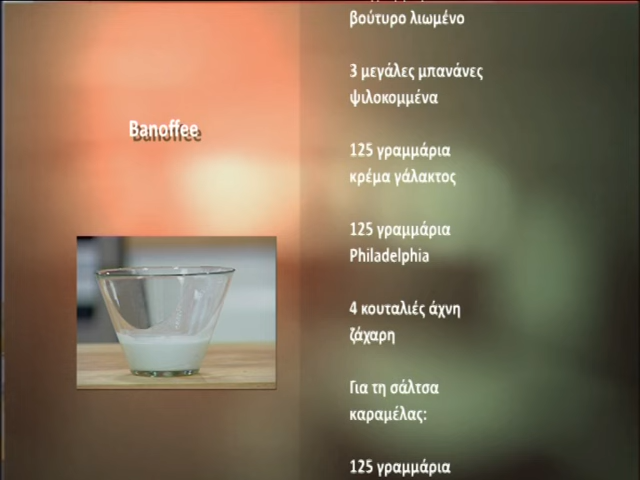 Banoffee
βούτυρο λιωμένο
3 μεγάλες μπανάνες
ψιλοκομμένα
125 γραμμάρια
κρέμα γάλακτος
125 γραμμάρια
Philadelphia
4 κουταλιές άχνη
ζάχαρη
Για τη σάλτσα
καραμέλας:
125 γραμμάρια